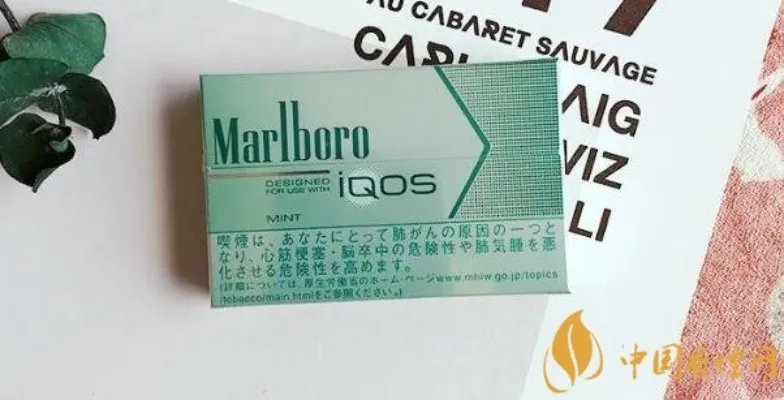 AU CABARET SAUVAGE
AIG
VIZ
LI
Marlboro
DESIGNED
FOR USE WITH
iQOS
MINT
喫煙は、あなたにとって肺がんの原因の一つと
なり、心筋梗塞・脳卒中の危険性や肺気腫を悪
化させる危険性を高めます。
(詳細については、厚生労働省のホーム・ページwww.mhlw.go.jp/topics
/tobacco/main.htmlをご参照ください。)
中国香烟网